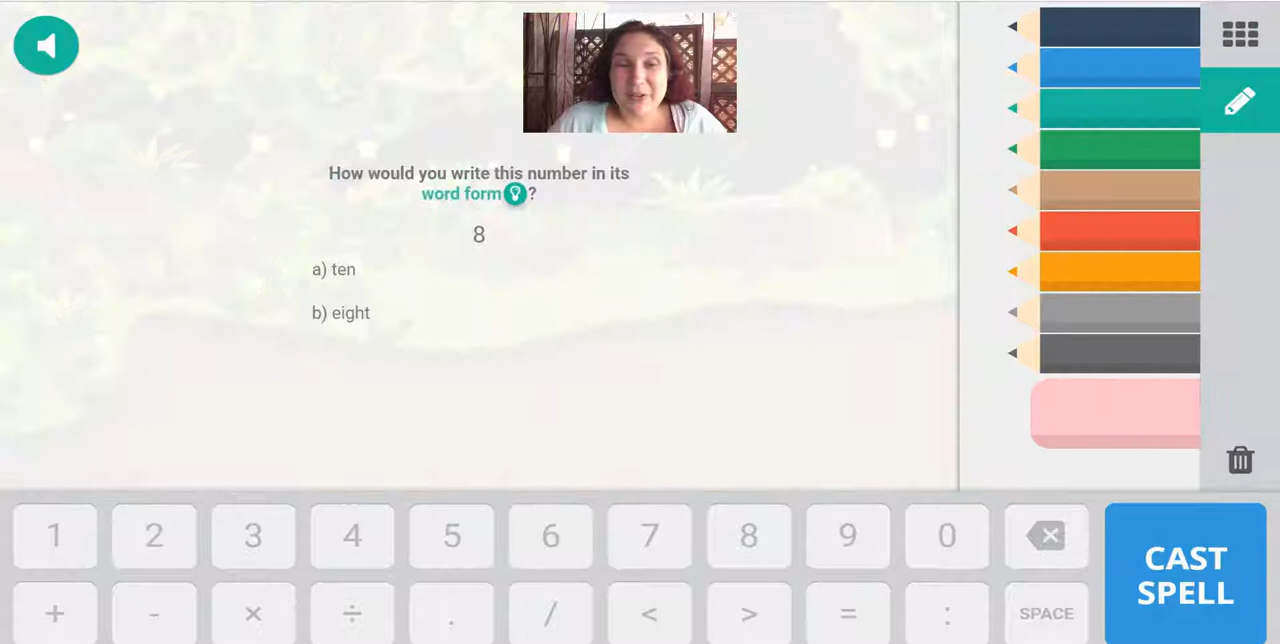 How would you write this number in its
word form ?
8
a) ten
b) eight
1 2 3 4 5 6 7 8 9 0
CAST
SPELL
+ - × ÷ . / < > = : SPACE